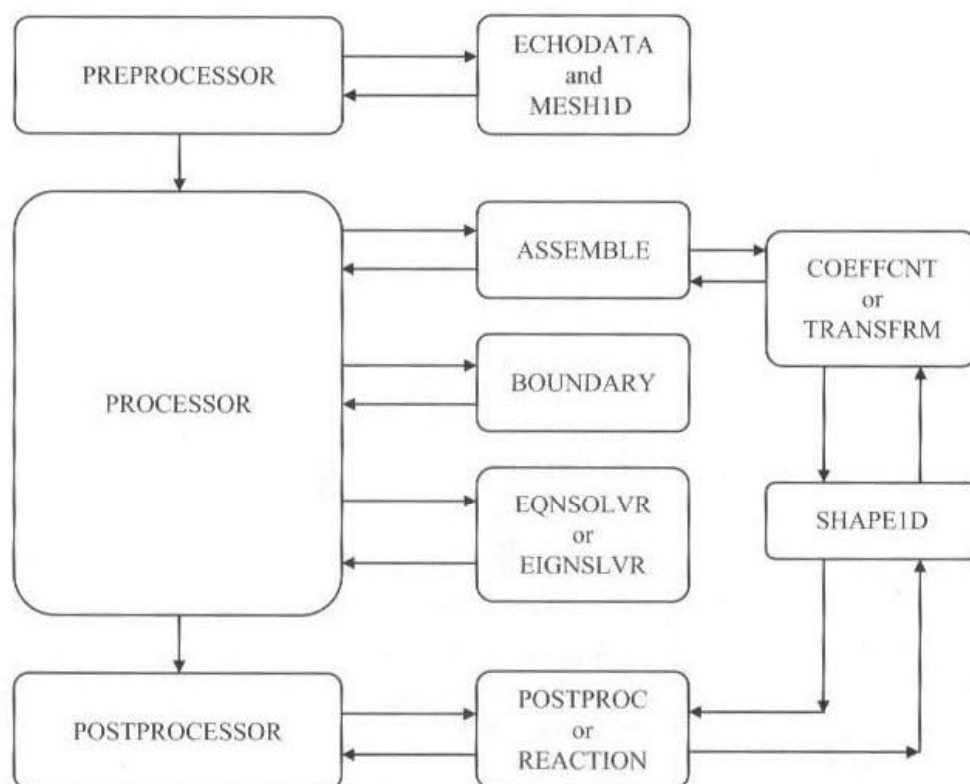 PREPROCESSOR
ECHODATA
and
MESH1D
PROCESSOR
ASSEMBLE
COEFFCNT
or
TRANSFRM
BOUNDARY
EQNSOLVR
or
EIGNSLVR
SHAPE1D
POSTPROCESSOR
POSTPROC
or
REACTION